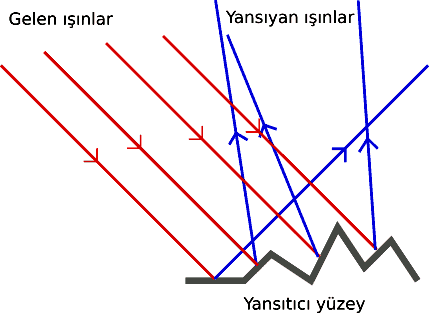 Gelen ışınlar
Yansıyan ışınlar
Yansıtıcı yüzey